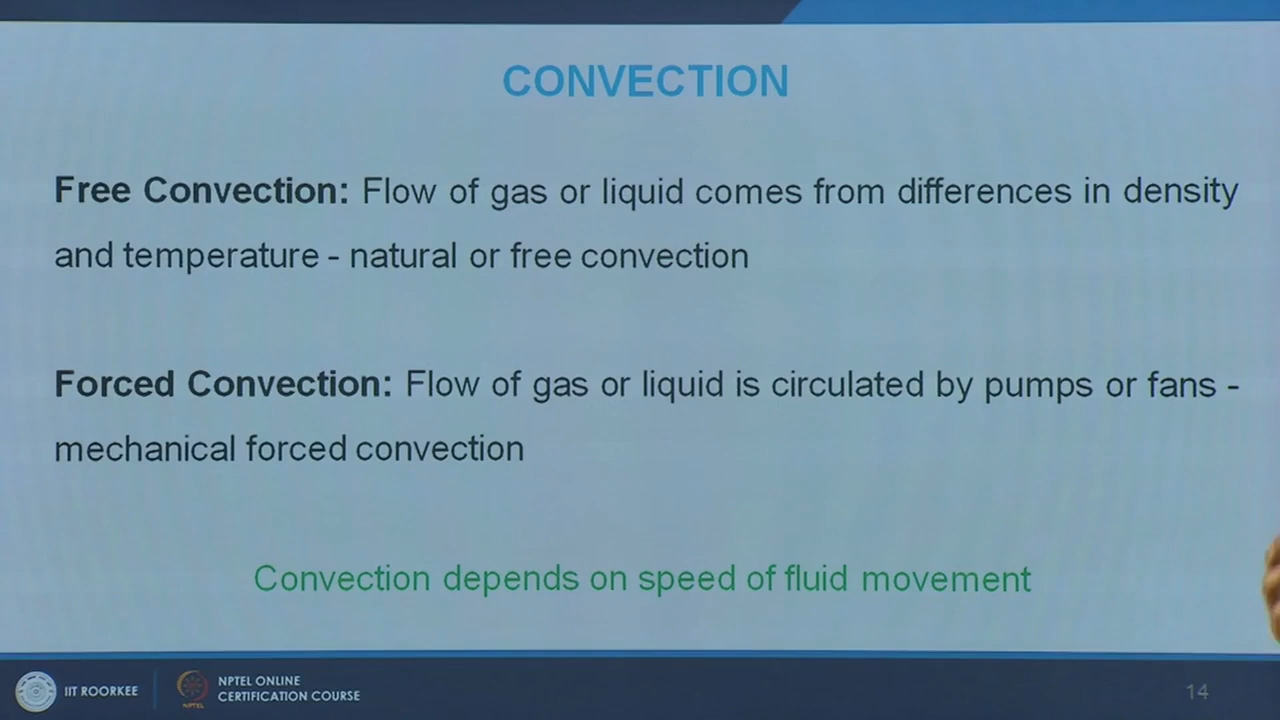 CONVECTION
Free Convection: Flow of gas or liquid comes from differences in density
and temperature - natural or free convection
Forced Convection: Flow of gas or liquid is circulated by pumps or fans -
mechanical forced convection
Convection depends on speed of fluid movement
IIT ROORKEE
NPTEL
NPTEL ONLINE
CERTIFICATION COURSE
14